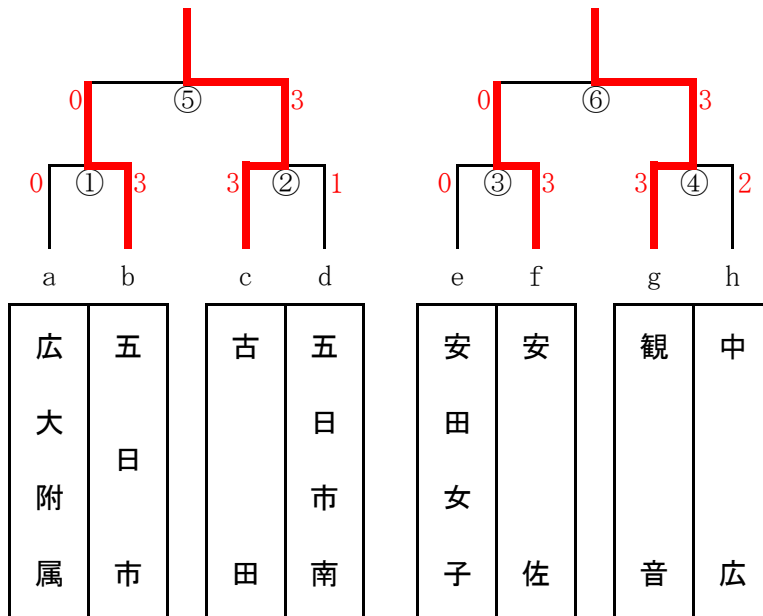 0 ⑤ 3
0 ⑥ 3
0 ① 3
3 ② 1
0 ③ 3
3 ④ 2
a b c d e f g h
広大附属
五日市
古田
五日市南
安田女子
安佐
観音
中広